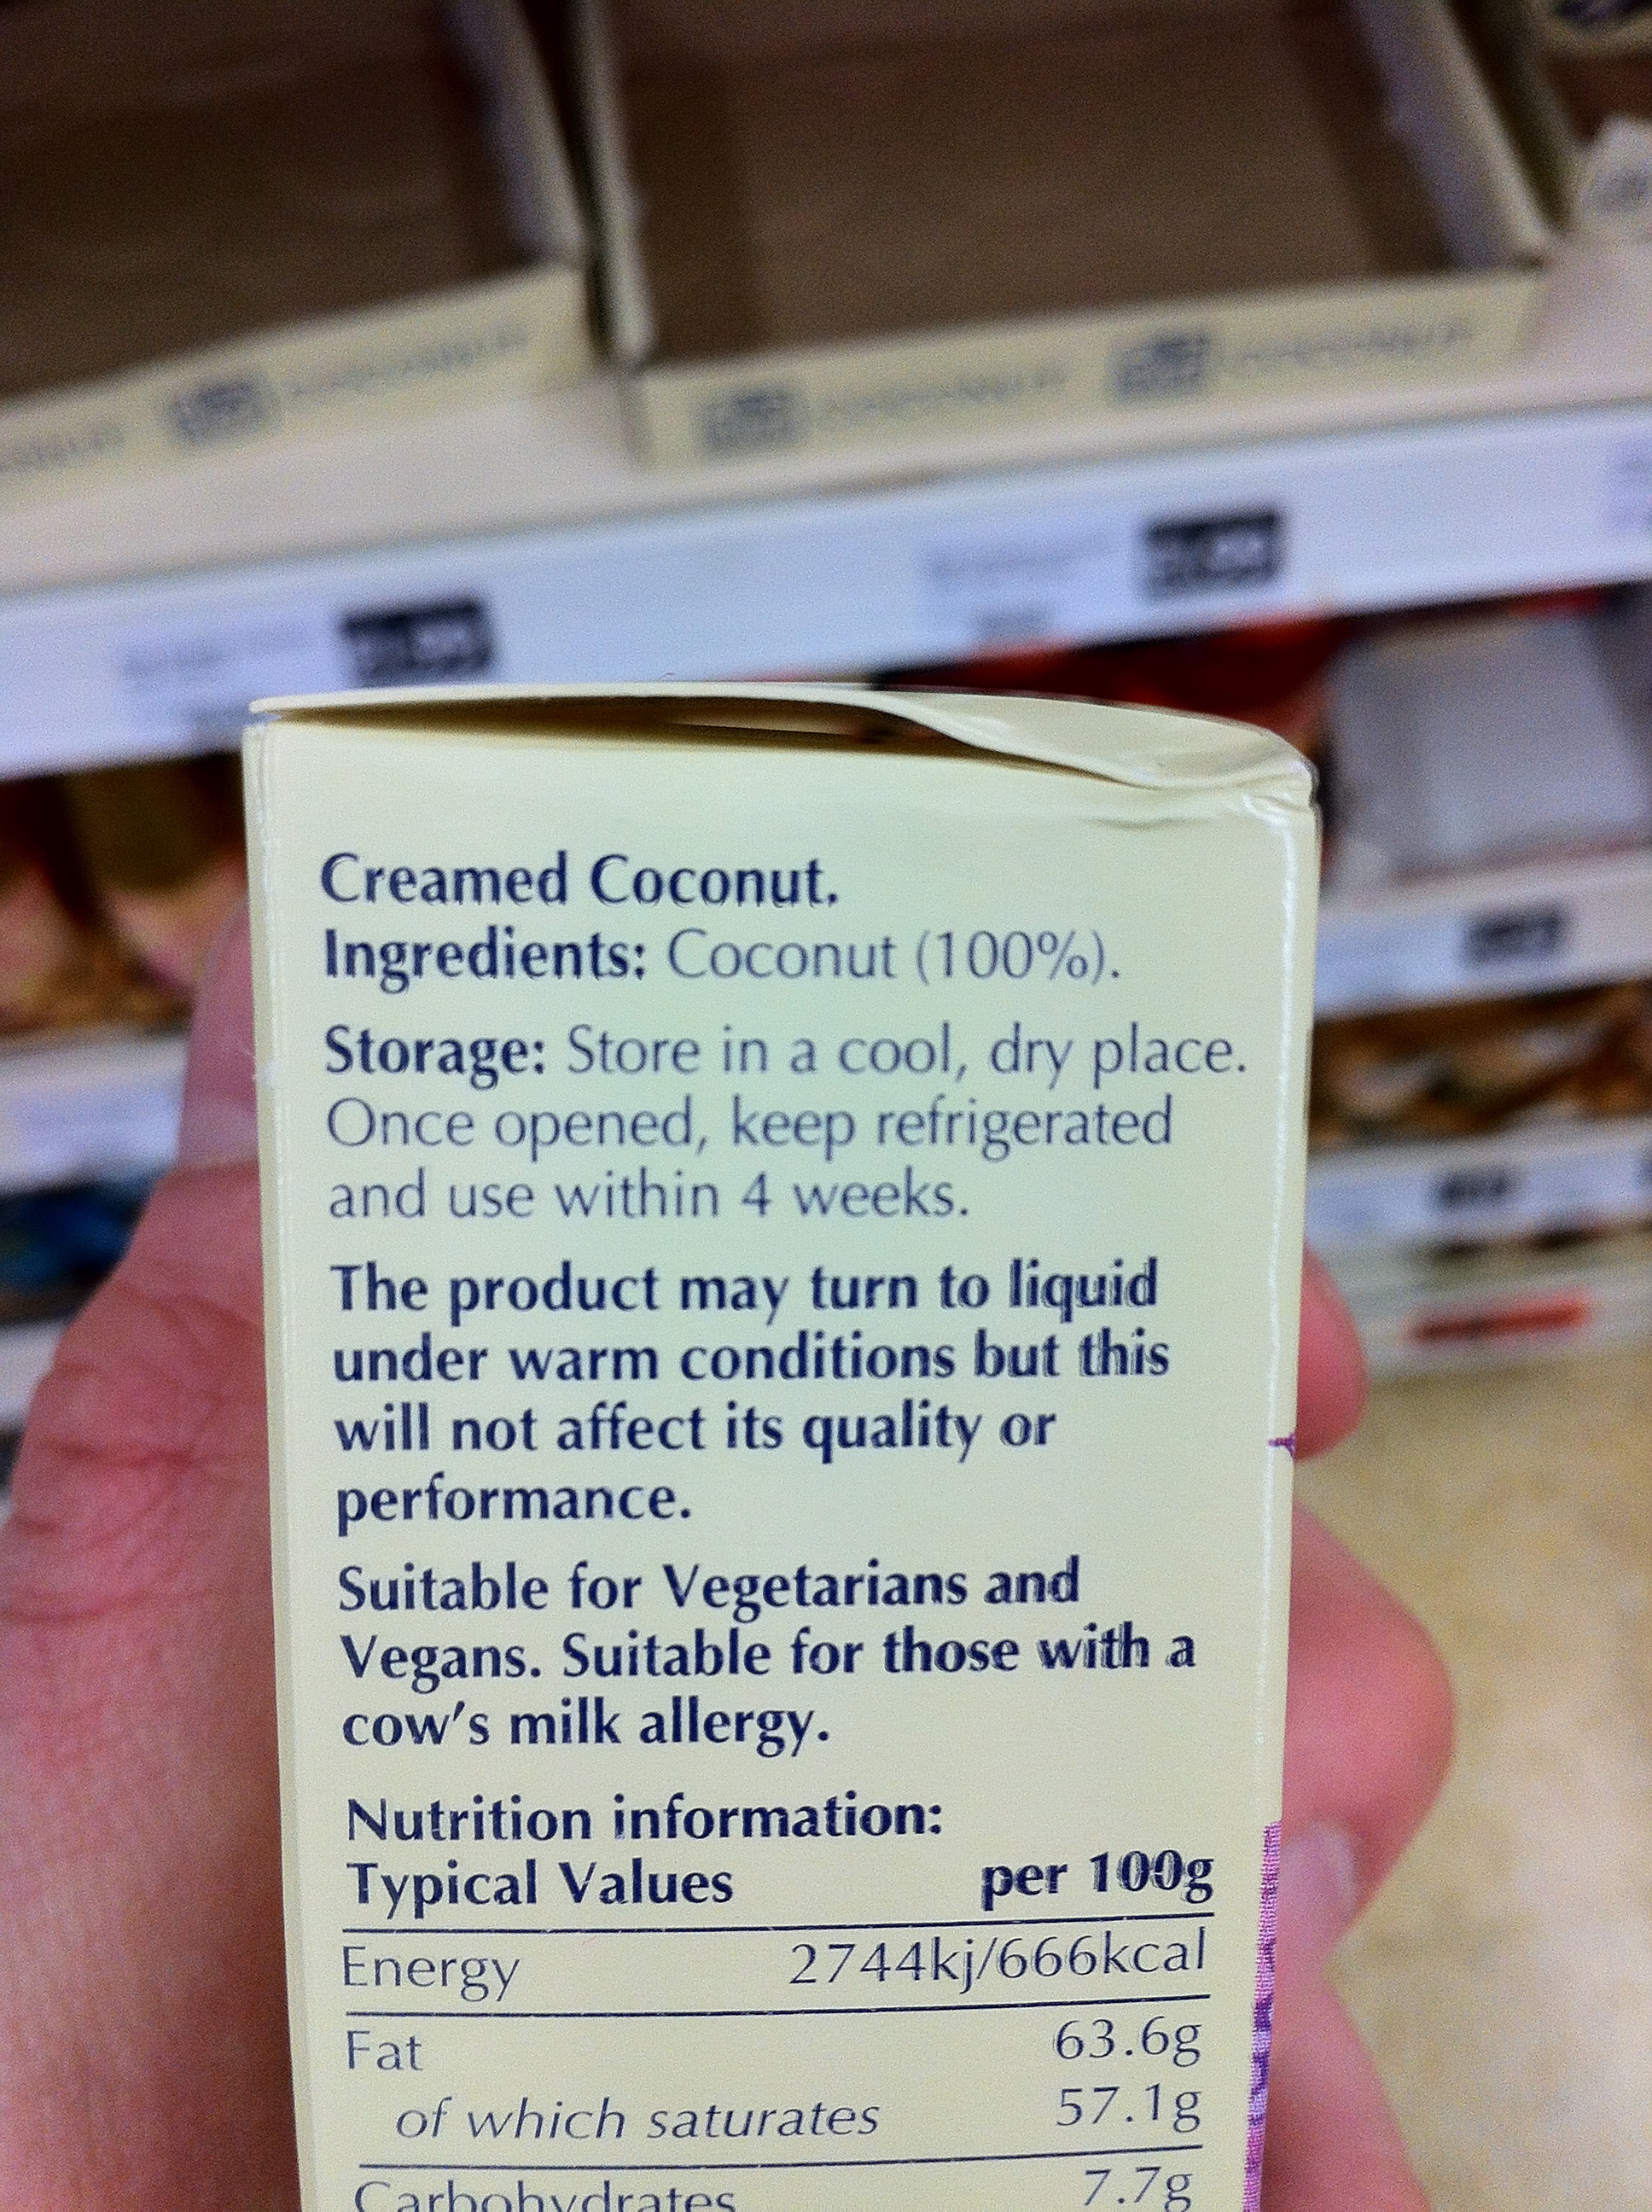 Creamed Coconut.
Ingredients: Coconut (100%).
Storage: Store in a cool, dry place.
Once opened, keep refrigerated
and use within 4 weeks.
The product may turn to liquid
under warm conditions but this
will not affect its quality or
performance.
Suitable for Vegetarians and
Vegans. Suitable for those with a
cow's milk allergy.
Nutrition information:
Typical Values per 100g
Energy 2744kj/666kcal
Fat 63.6g
of which saturates 57.1g
Carbohydrates 7.7g